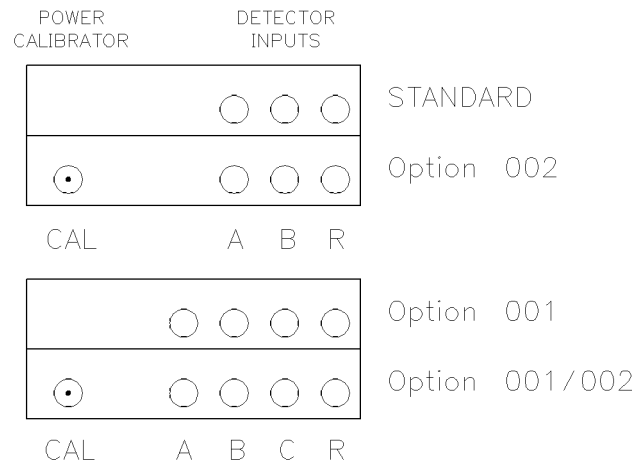 POWER CALIBRATOR
DETECTOR INPUTS
STANDARD
Option 002
CAL A B R
Option 001
Option 001/002
CAL A B C R